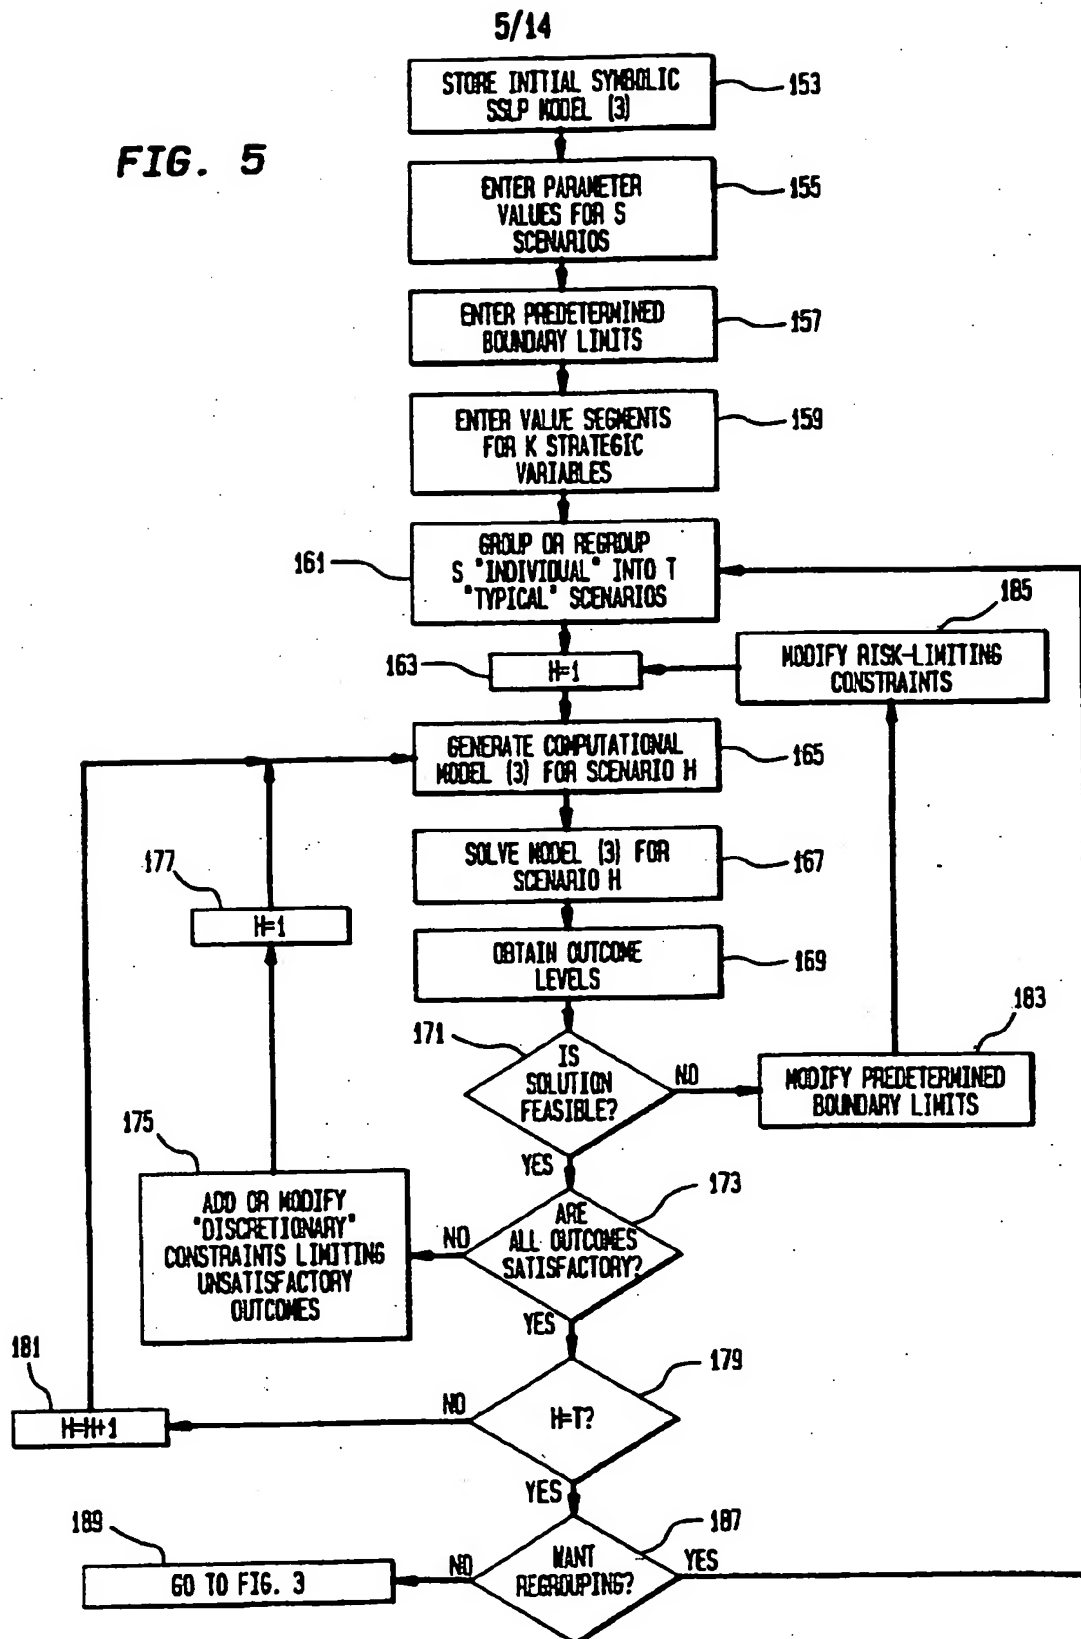 5/14
FIG. 5
STORE INITIAL SYMBOLIC
SSLP MODEL (3)
153
ENTER PARAMETER
VALUES FOR S
SCENARIOS
155
ENTER PREDETERMINED
BOUNDARY LIMITS
157
ENTER VALUE SEGMENTS
FOR K STRATEGIC
VARIABLES
159
161
GROUP OR REGROUP
S "INDIVIDUAL" INTO T
"TYPICAL" SCENARIOS
163
H=1
185
MODIFY RISK-LIMITING
CONSTRAINTS
GENERATE COMPUTATIONAL
MODEL (3) FOR SCENARIO H
165
SOLVE MODEL (3) FOR
SCENARIO H
167
177
H=1
OBTAIN OUTCOME
LEVELS
169
171
IS
SOLUTION
FEASIBLE?
NO
183
MODIFY PREDETERMINED
BOUNDARY LIMITS
YES
175
ADD OR MODIFY
"DISCRETIONARY"
CONSTRAINTS LIMITING
UNSATISFACTORY
OUTCOMES
NO
173
ARE
ALL OUTCOMES
SATISFACTORY?
YES
181
H=H+1
NO
179
H=T?
YES
189
GO TO FIG. 3
NO
187
WANT
REGROUPING?
YES